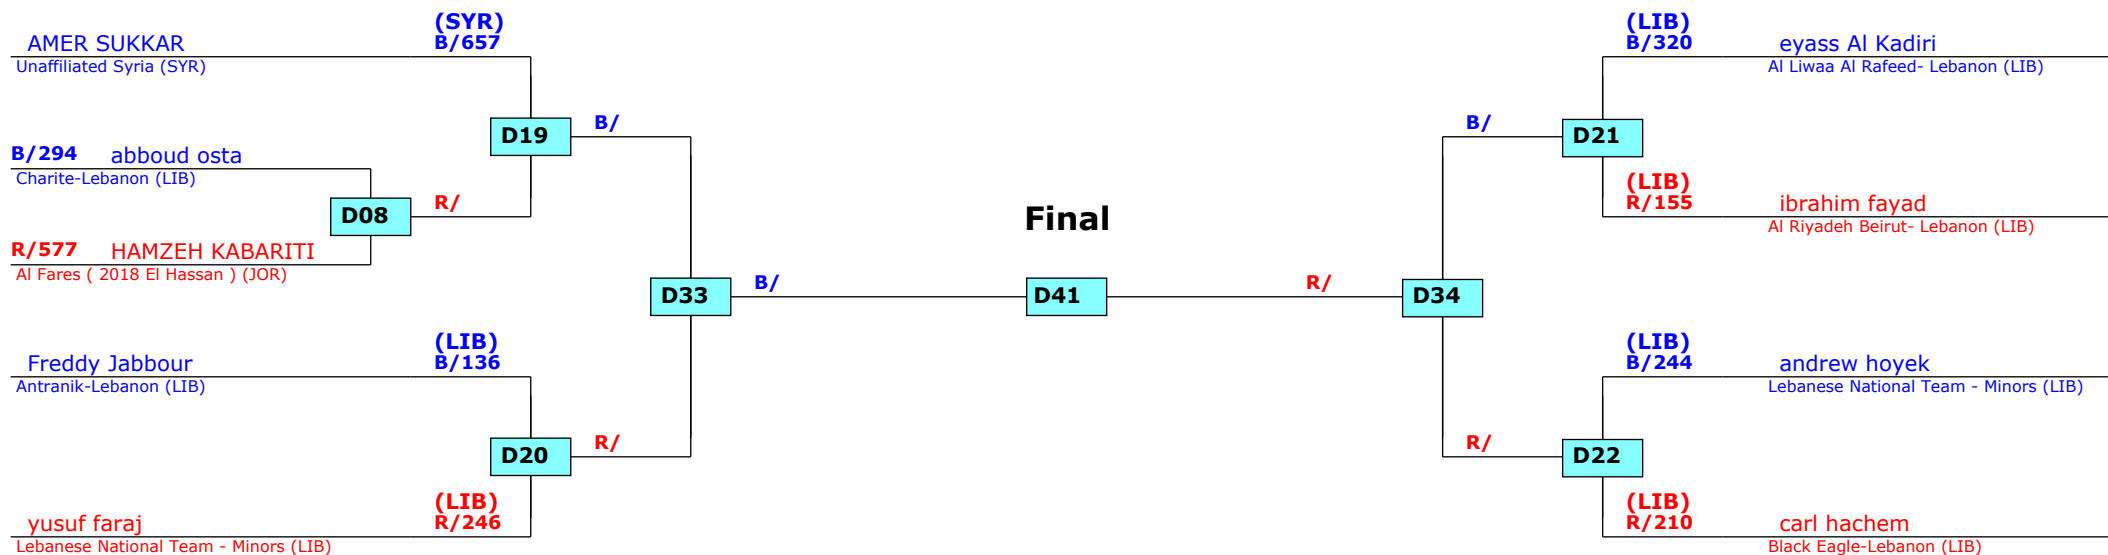 (SYR)
AMER SUKKAR B/657
Unaffiliated Syria (SYR)
D19
B/
B/294 abboud osta
Charite-Lebanon (LIB)
D08
R/
R/577 HAMZEH KABARITI
Al Fares ( 2018 El Hassan ) (JOR)
D33
B/
(LIB)
Freddy Jabbour B/136
Antranik-Lebanon (LIB)
D20
R/
(LIB)
yusuf faraj R/246
Lebanese National Team - Minors (LIB)
Final
D41
(LIB)
B/320 eyass Al Kadiri
Al Liwaa Al Rafeed- Lebanon (LIB)
B/
D21
(LIB)
R/155 ibrahim fayad
Al Riyadeh Beirut- Lebanon (LIB)
R/
D34
(LIB)
B/244 andrew hoyek
Lebanese National Team - Minors (LIB)
R/
D22
(LIB)
R/210 carl hachem
Black Eagle-Lebanon (LIB)